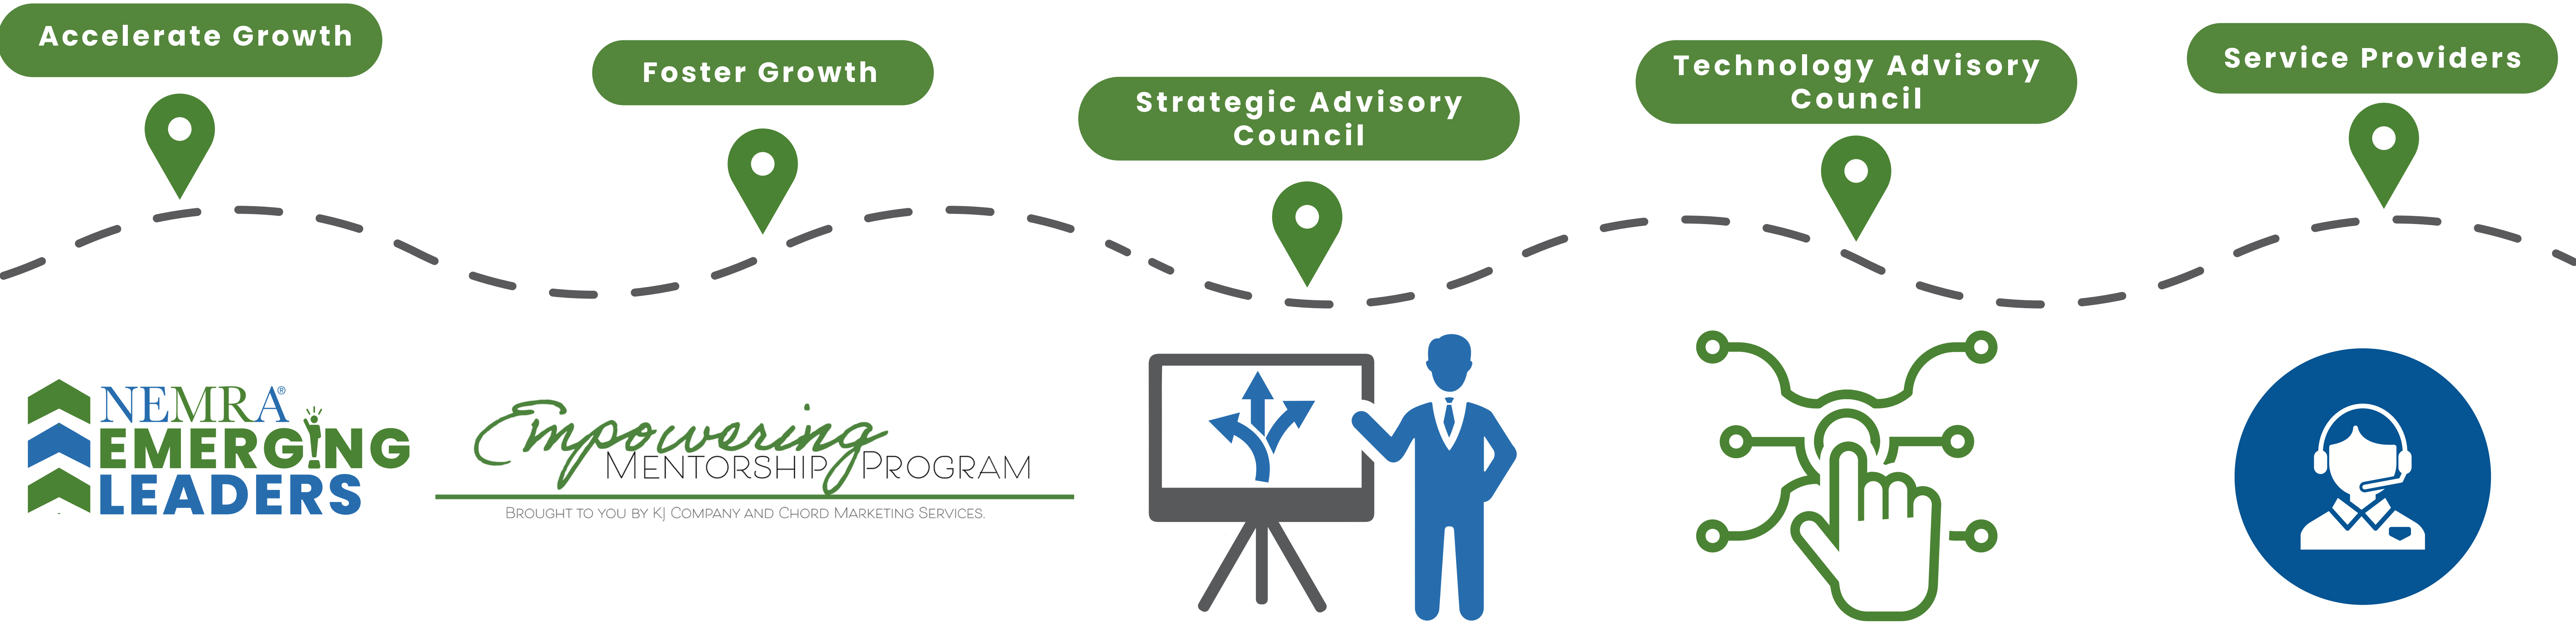 Accelerate Growth
Foster Growth
Strategic Advisory
Council
Technology Advisory
Council
Service Providers
NEMRA®
EMERGING
LEADERS
Empowering
MENTORSHIP PROGRAM
BROUGHT TO YOU BY KJ COMPANY AND CHORD MARKETING SERVICES.